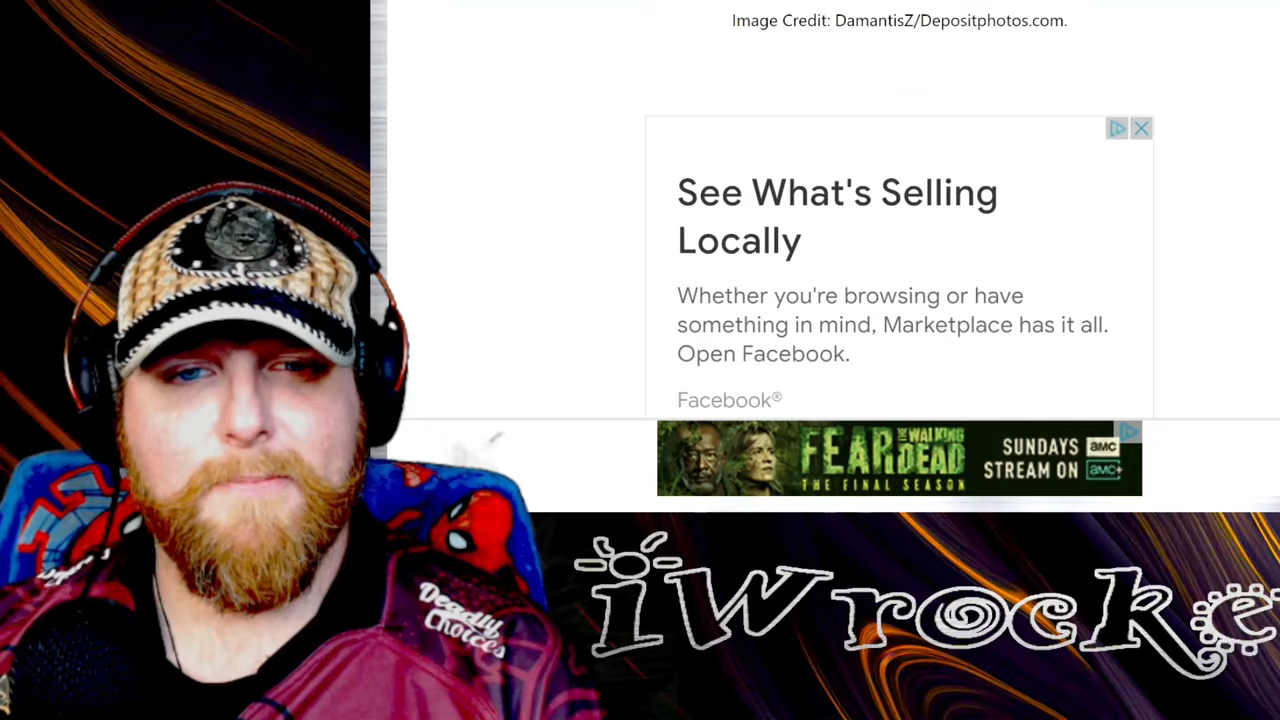 Image Credit: DamantisZ/Depositphotos.com.
See What's Selling
Locally
Whether you're browsing or have
something in mind, Marketplace has it all.
Open Facebook.
Facebook®
FEAR THE WALKING DEAD
THE FINAL SEASON
SUNDAYS amc
STREAM ON amc+
Deadly
Choices
iWrocke